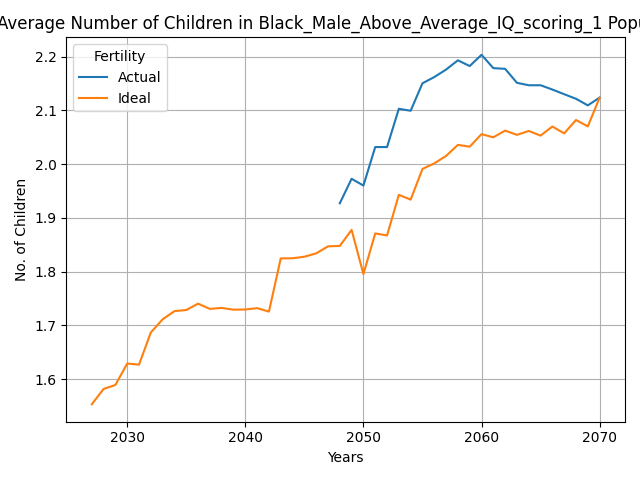 Average Number of Children in Black_Male_Above_Average_IQ_scoring_1 Popu
Fertility
Actual
Ideal
No. of Children
2.2
2.1
2.0
1.9
1.8
1.7
1.6
2030 2040 2050 2060 2070
Years